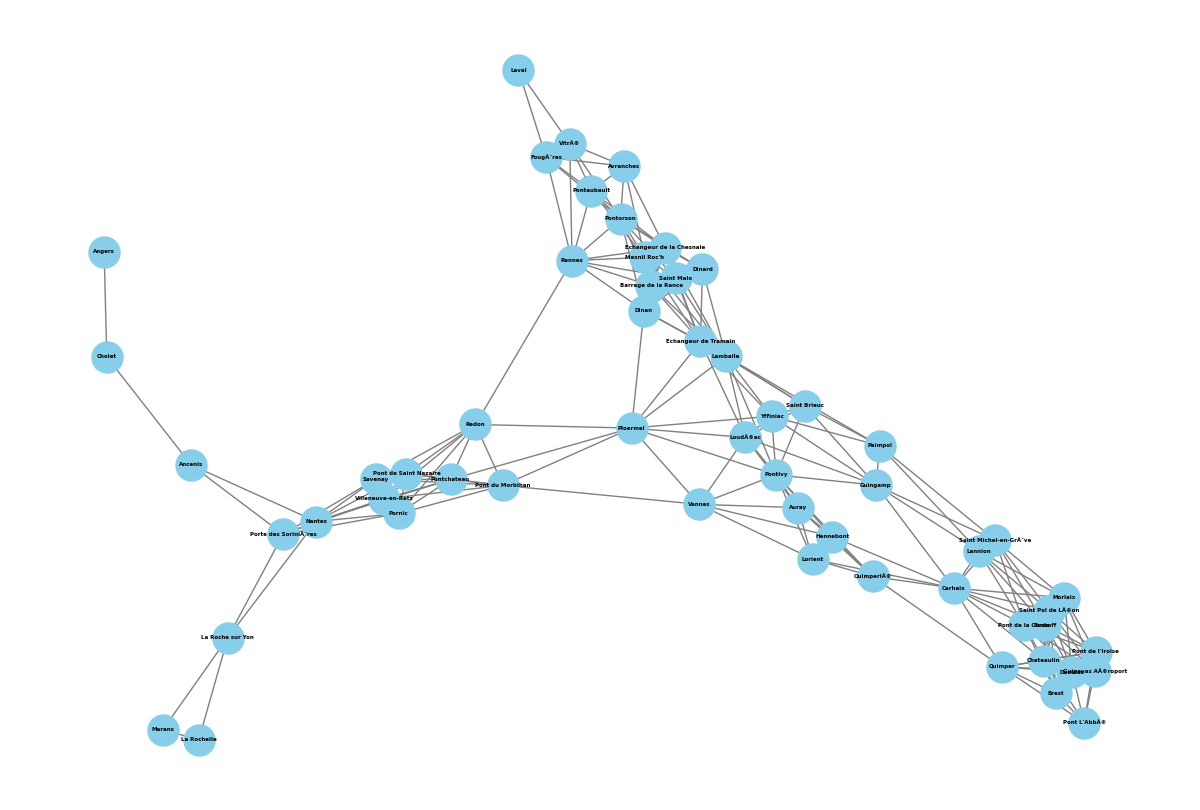 Laval
VitrÃ®
FougÃ¨res
Avranches
Pontaubault
Pontorson
Echangeur de la Chesnaie
Angers
Mesnil Roc'h
Rennes
Dinard
Saint Malo
Barrage de la Rance
Dinan
Echangeur de Tramain
Lamballe
Cholet
Saint Brieuc
Yffiniac
Redon
Ploermel
LoudÃ®ac
Paimpol
Ancenis
Pont de Saint Nazaire
Savenay
Pontchateau
Pontivy
Pont du Morbihan
Guingamp
Villeneuve-en-Retz
Vannes
Auray
Pornic
Nantes
Porte des SoriniÃ¨res
Hennebont
Saint Michel-en-GrÃ¨ve
Lannion
Lorient
QuimperlÃ®
Carhaix
Morlaix
Saint Pol de LÃ®on
Pont de la Corde
Roscoff
La Roche sur Yon
Pont de l'Iroise
Chateaulin
Quimper
Guipavas AÃ®roport
Brest
Pont L'AbbÃ®
Marans
La Rochelle